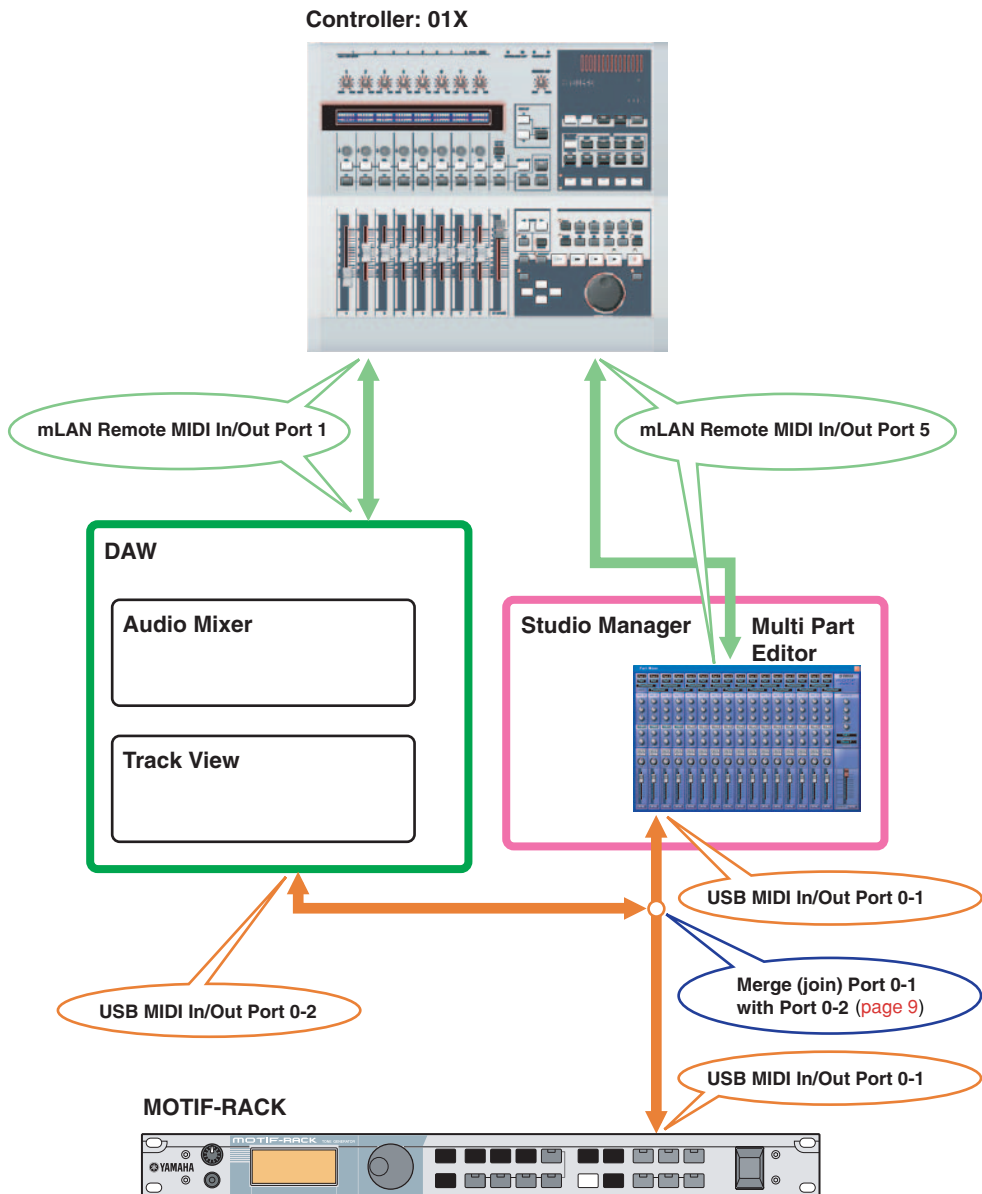 Controller: 01X
mLAN Remote MIDI In/Out Port 1
mLAN Remote MIDI In/Out Port 5
DAW
Audio Mixer
Track View
Studio Manager
Multi Part
Editor
USB MIDI In/Out Port 0-1
Merge (join) Port 0-1
with Port 0-2 (page 9)
USB MIDI In/Out Port 0-2
USB MIDI In/Out Port 0-1
MOTIF-RACK
MOTIF-RACK TONE GENERATOR
YAMAHA